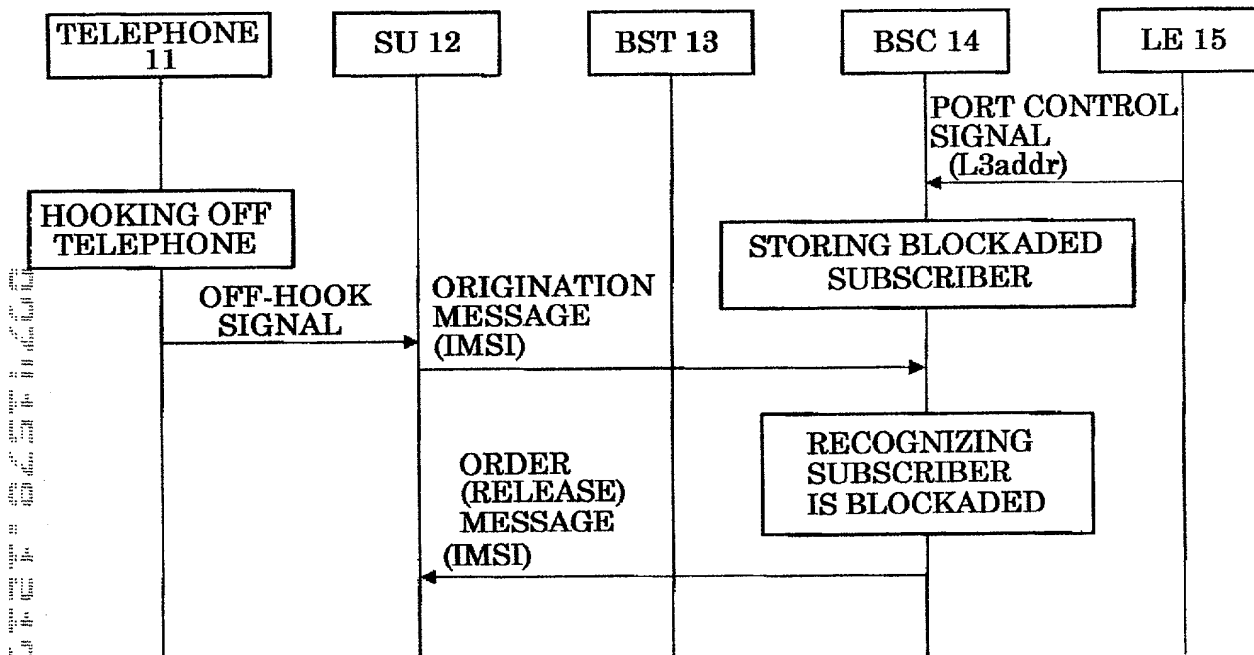 TELEPHONE
11
SU 12
BST 13
BSC 14
LE 15
PORT CONTROL
SIGNAL
(L3addr)
HOOKING OFF
TELEPHONE
STORING BLOCKADED
SUBSCRIBER
OFF-HOOK
SIGNAL
ORIGINATION
MESSAGE
(IMSI)
RECOGNIZING
SUBSCRIBER
IS BLOCKADED
ORDER
(RELEASE)
MESSAGE
(IMSI)